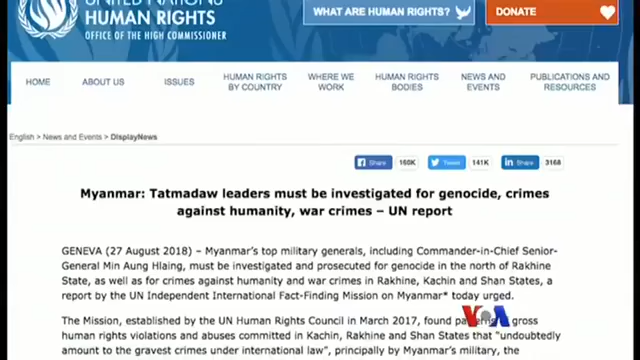 UNITED NATIONS
HUMAN RIGHTS
OFFICE OF THE HIGH COMMISSIONER
WHAT ARE HUMAN RIGHTS?
DONATE
HOME
ABOUT US
ISSUES
HUMAN RIGHTS
BY COUNTRY
WHERE WE
WORK
HUMAN RIGHTS
BODIES
NEWS AND
EVENTS
PUBLICATIONS AND
RESOURCES
English > News and Events > DisplayNews
Share 160K
Tweet 141K
in Share 3168
Myanmar: Tatmadaw leaders must be investigated for genocide, crimes
against humanity, war crimes – UN report
GENEVA (27 August 2018) – Myanmar's top military generals, including Commander-in-Chief Senior-
General Min Aung Hlaing, must be investigated and prosecuted for genocide in the north of Rakhine
State, as well as for crimes against humanity and war crimes in Rakhine, Kachin and Shan States, a
report by the UN Independent International Fact-Finding Mission on Myanmar* today urged.
VOA
The Mission, established by the UN Human Rights Council in March 2017, found gross
human rights violations and abuses committed in Kachin, Rakhine and Shan States that "undoubtedly
amount to the gravest crimes under international law", principally by Myanmar's military, the